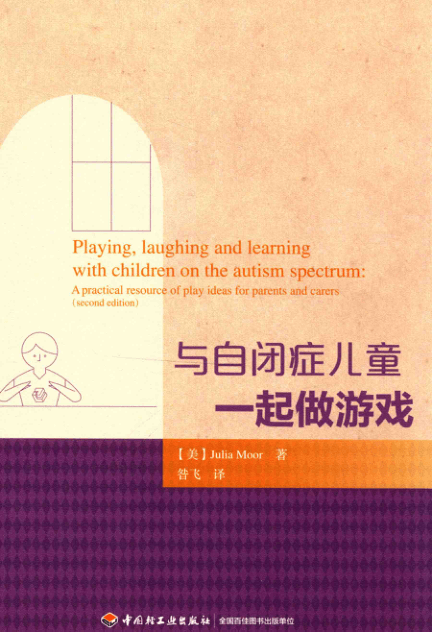 Playing, laughing and learning
with children on the autism spectrum:
A practical resource of play ideas for parents and carers
(second edition)
与自闭症儿童
一起做游戏
【美】Julia Moor 著
昝飞 译
中国轻工业出版社 全国百佳图书出版单位